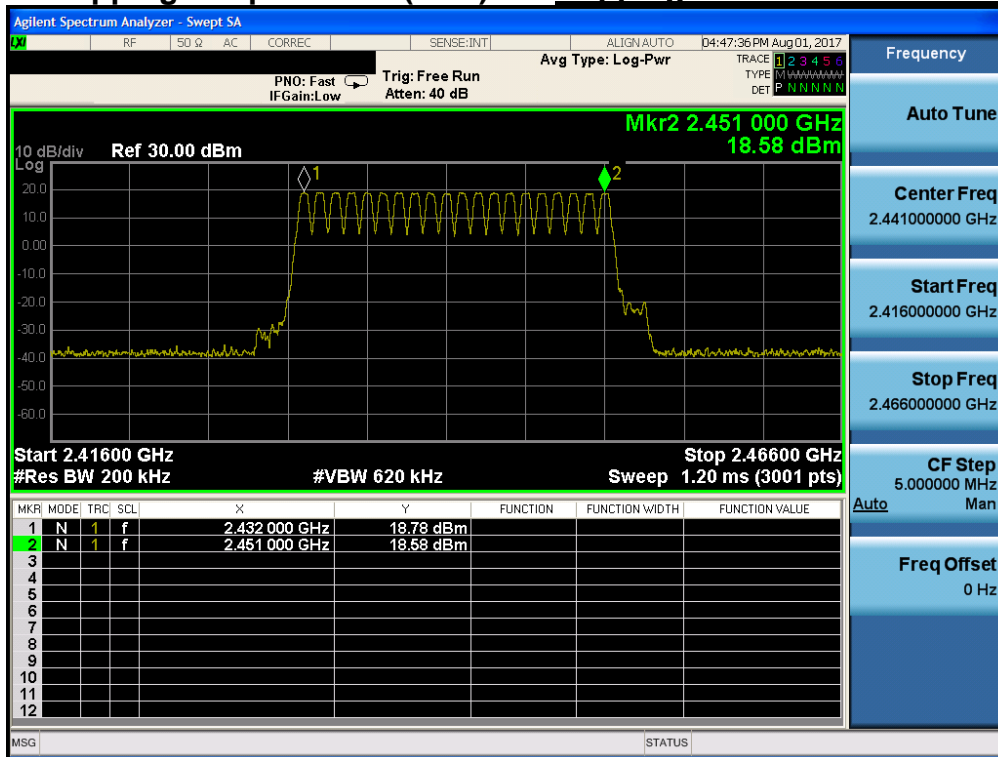 Agilent Spectrum Analyzer - Swept SA
LXI RF 50 Ω AC CORREC SENSE:INT ALIGN AUTO 04:47:36 PM Aug 01, 2017
Avg Type: Log-Pwr
TRACE 1 2 3 4 5 6
TYPE M
DET P N N N N N
PNO: Fast
IFGain:Low
Trig: Free Run
Atten: 40 dB
Mkr2 2.451 000 GHz
18.58 dBm
10 dB/div Ref 30.00 dBm
Log
1
2
20.0
10.0
0.00
-10.0
-20.0
-30.0
-40.0
-50.0
-60.0
Start 2.41600 GHz Stop 2.46600 GHz
#Res BW 200 kHz #VBW 620 kHz Sweep 1.20 ms (3001 pts)
MKR MODE TRC SCL X Y FUNCTION FUNCTION WIDTH FUNCTION VALUE
1 N 1 f 2.432 000 GHz 18.78 dBm
2 N 1 f 2.451 000 GHz 18.58 dBm
3
4
5
6
7
8
9
10
11
12
MSG STATUS
Frequency
Auto Tune
Center Freq
2.441000000 GHz
Start Freq
2.416000000 GHz
Stop Freq
2.466000000 GHz
CF Step
5.000000 MHz
Auto Man
Freq Offset
0 Hz